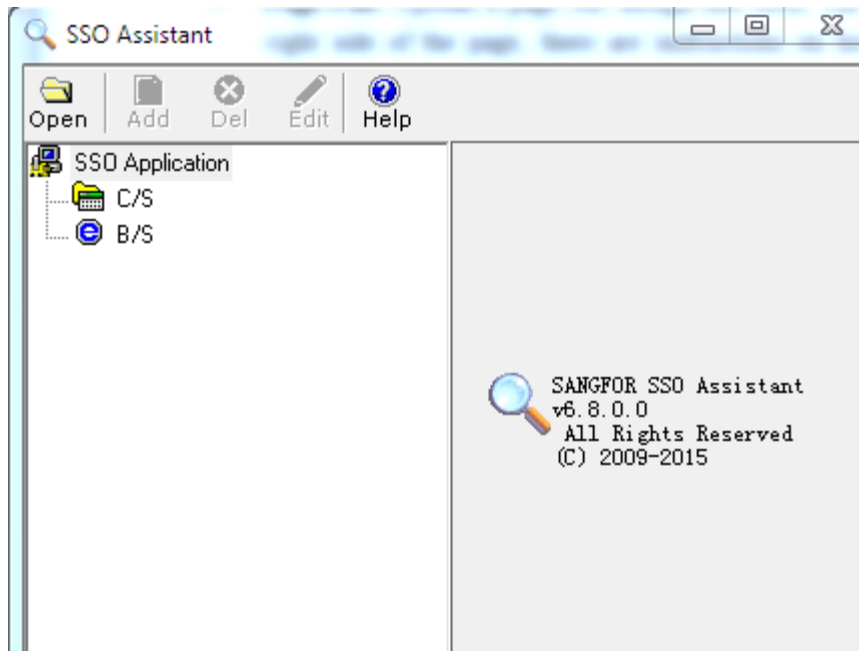 SSO Assistant
Open Add Del Edit Help
SSO Application
C/S
B/S
SANGFOR SSO Assistant
v6.8.0.0
All Rights Reserved
(C) 2009-2015